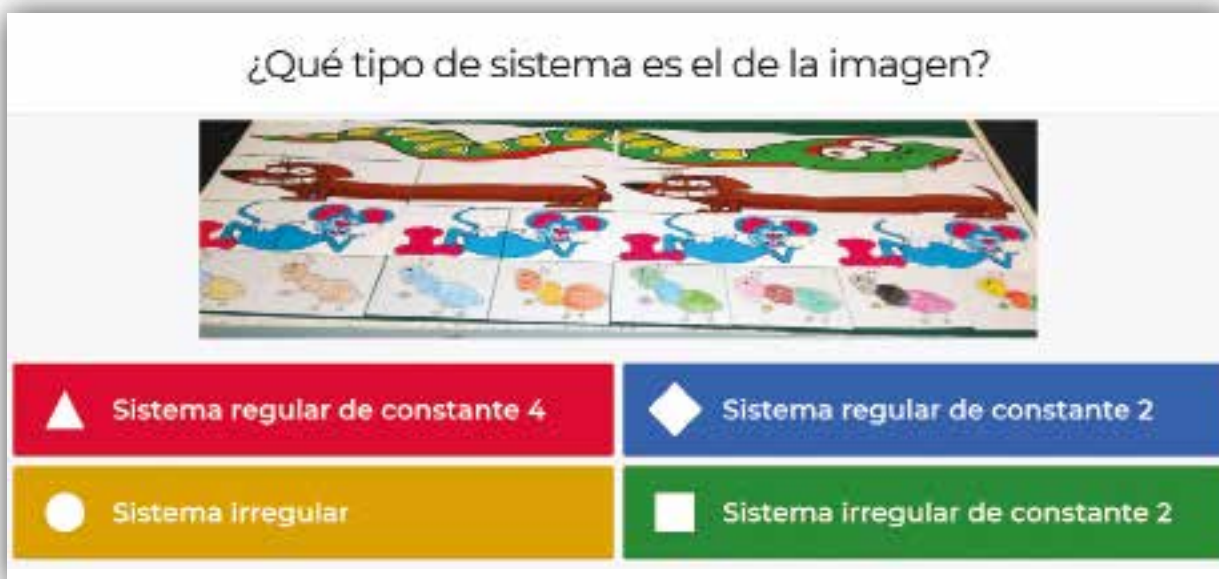 ¿Qué tipo de sistema es el de la imagen?
Sistema regular de constante 4
Sistema regular de constante 2
Sistema irregular
Sistema irregular de constante 2